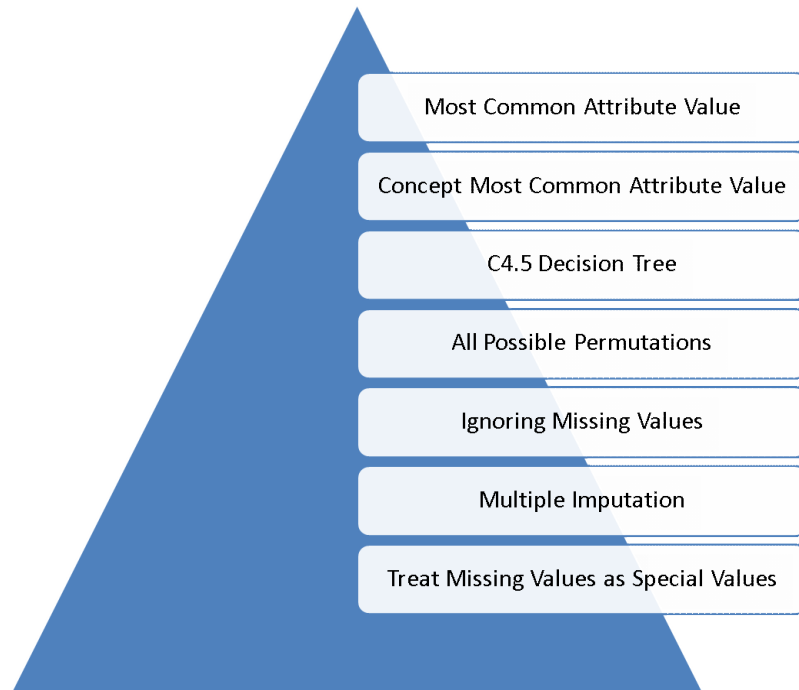 Most Common Attribute Value
Concept Most Common Attribute Value
C4.5 Decision Tree
All Possible Permutations
Ignoring Missing Values
Multiple Imputation
Treat Missing Values as Special Values